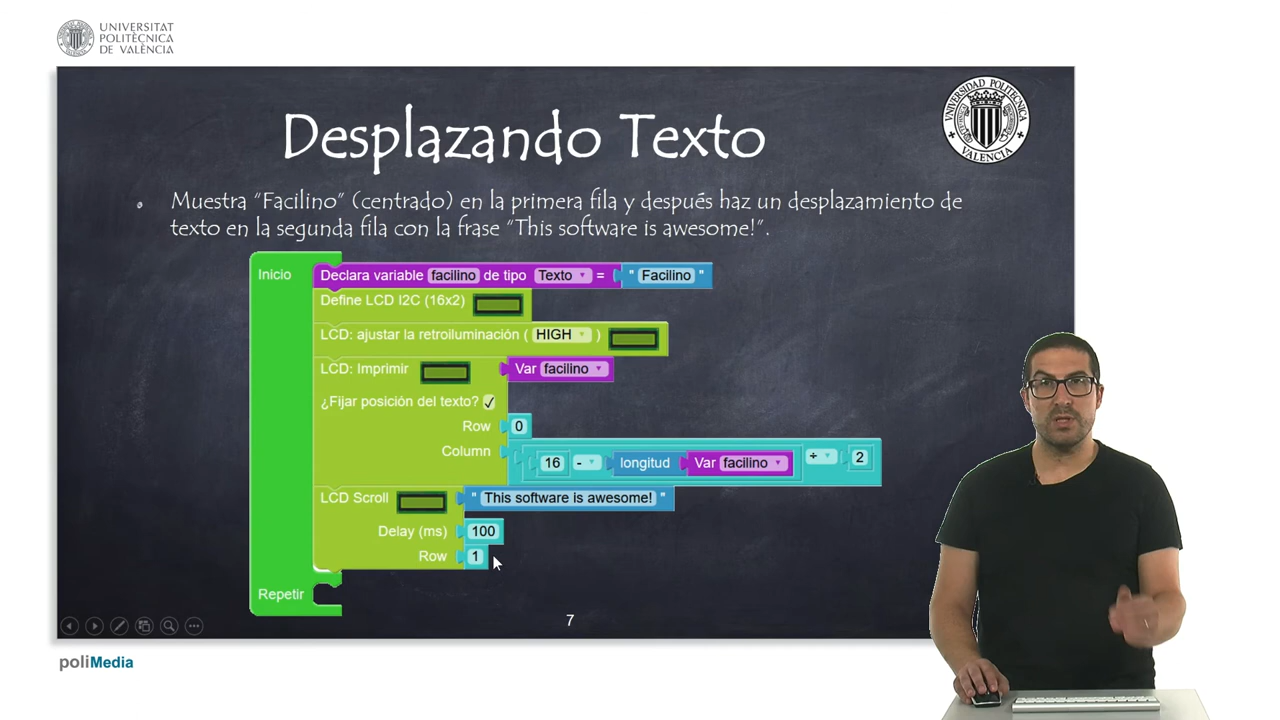 UNIVERSITAT
POLITÈCNICA
DE VALÈNCIA
UNIVERSIDAD POLITECNICA
VALENCIA
Desplazando Texto
Muestra "Facilino" (centrado) en la primera fila y después haz un desplazamiento de
texto en la segunda fila con la frase "This software is awesome!".
Inicio
Declara variable facilino de tipo Texto = " Facilino "
Define LCD I2C (16x2)
LCD: ajustar la retroiluminación ( HIGH )
LCD: Imprimir Var facilino
¿Fijar posición del texto? ✓
Row 0
Column 16 - longitud Var facilino ÷ 2
LCD Scroll " This software is awesome! "
Delay (ms) 100
Row 1
Repetir
7
poliMedia